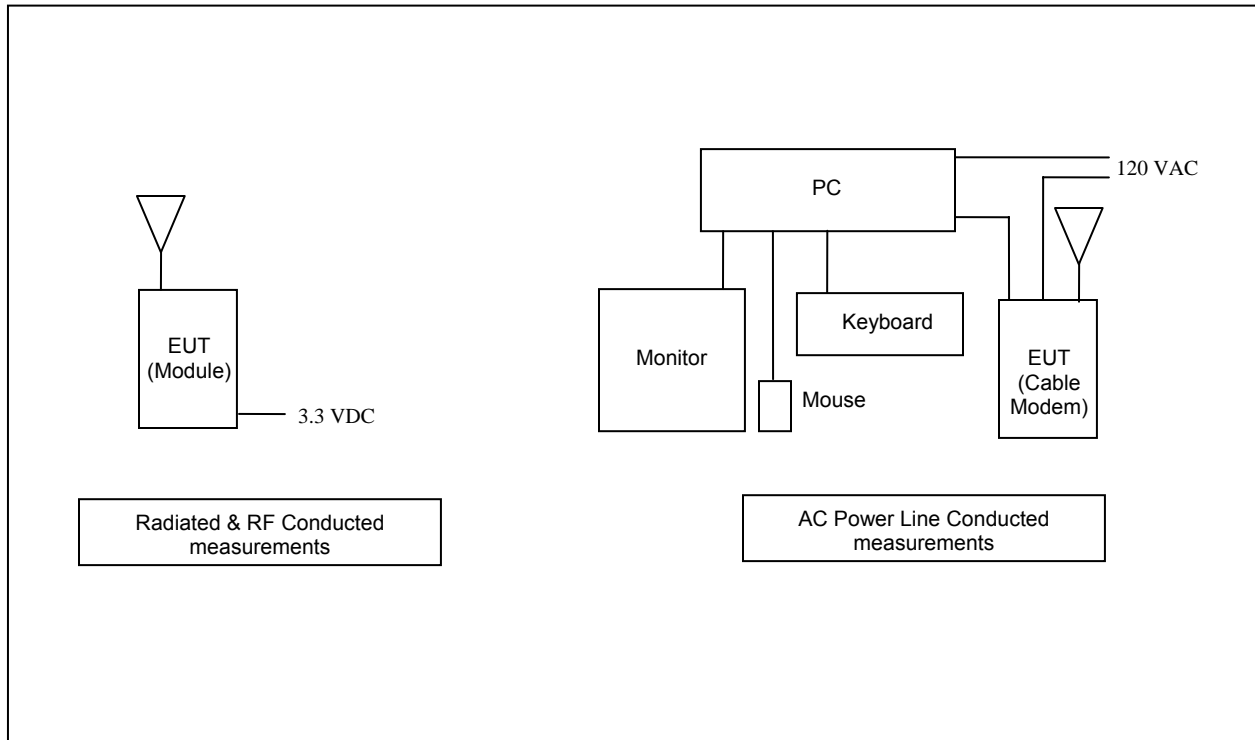 EUT
(Module)
3.3 VDC
Radiated & RF Conducted
measurements
PC
120 VAC
Monitor
Mouse
Keyboard
EUT
(Cable
Modem)
AC Power Line Conducted
measurements